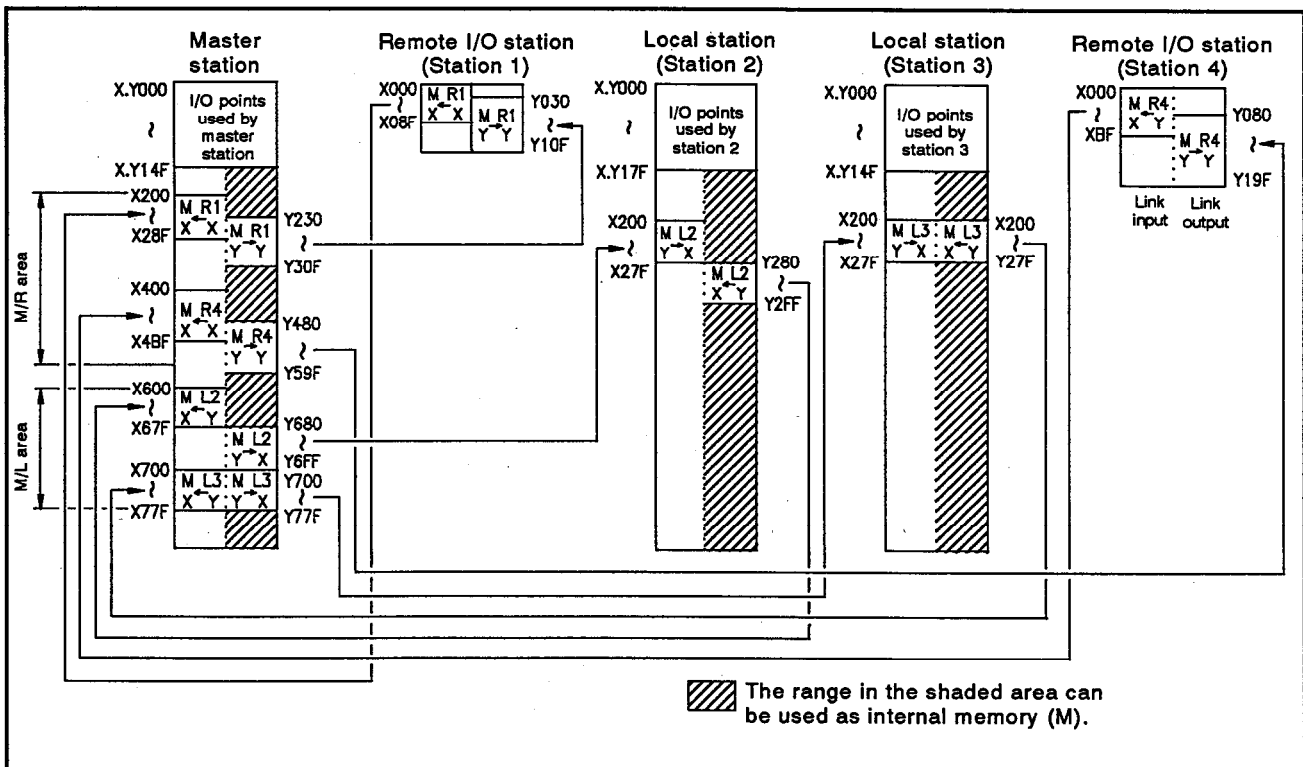 Master
station
Remote I/O station
(Station 1)
Local station
(Station 2)
Local station
(Station 3)
Remote I/O station
(Station 4)
X.Y000
I/O points
used by
master
station
~
X.Y14F
X200
~
X28F
M R1
X←X
Y230
~
Y30F
M R1
Y→Y
X400
~
X4BF
M R4
X←X
Y480
~
Y59F
M R4
Y→Y
X600
~
X67F
M L2
X←Y
Y680
~
Y6FF
M L2
Y→X
X700
~
X77F
M L3
X←Y
M L3
Y→X
Y700
~
Y77F
M/R area
M/L area
X000
~
X08F
M R1
X←X
M R1
Y→Y
Y030
~
Y10F
X.Y000
~
X.Y17F
I/O points
used by
station 2
X200
~
X27F
M L2
Y→X
M L2
X←Y
Y280
~
Y2FF
X.Y000
~
X.Y14F
I/O points
used by
station 3
X200
~
X27F
M L3
Y→X
M L3
X←Y
X200
~
Y27F
X000
~
XBF
M R4
X←Y
M R4
Y→Y
Y080
~
Y19F
Link
input
Link
output
The range in the shaded area can
be used as internal memory (M).